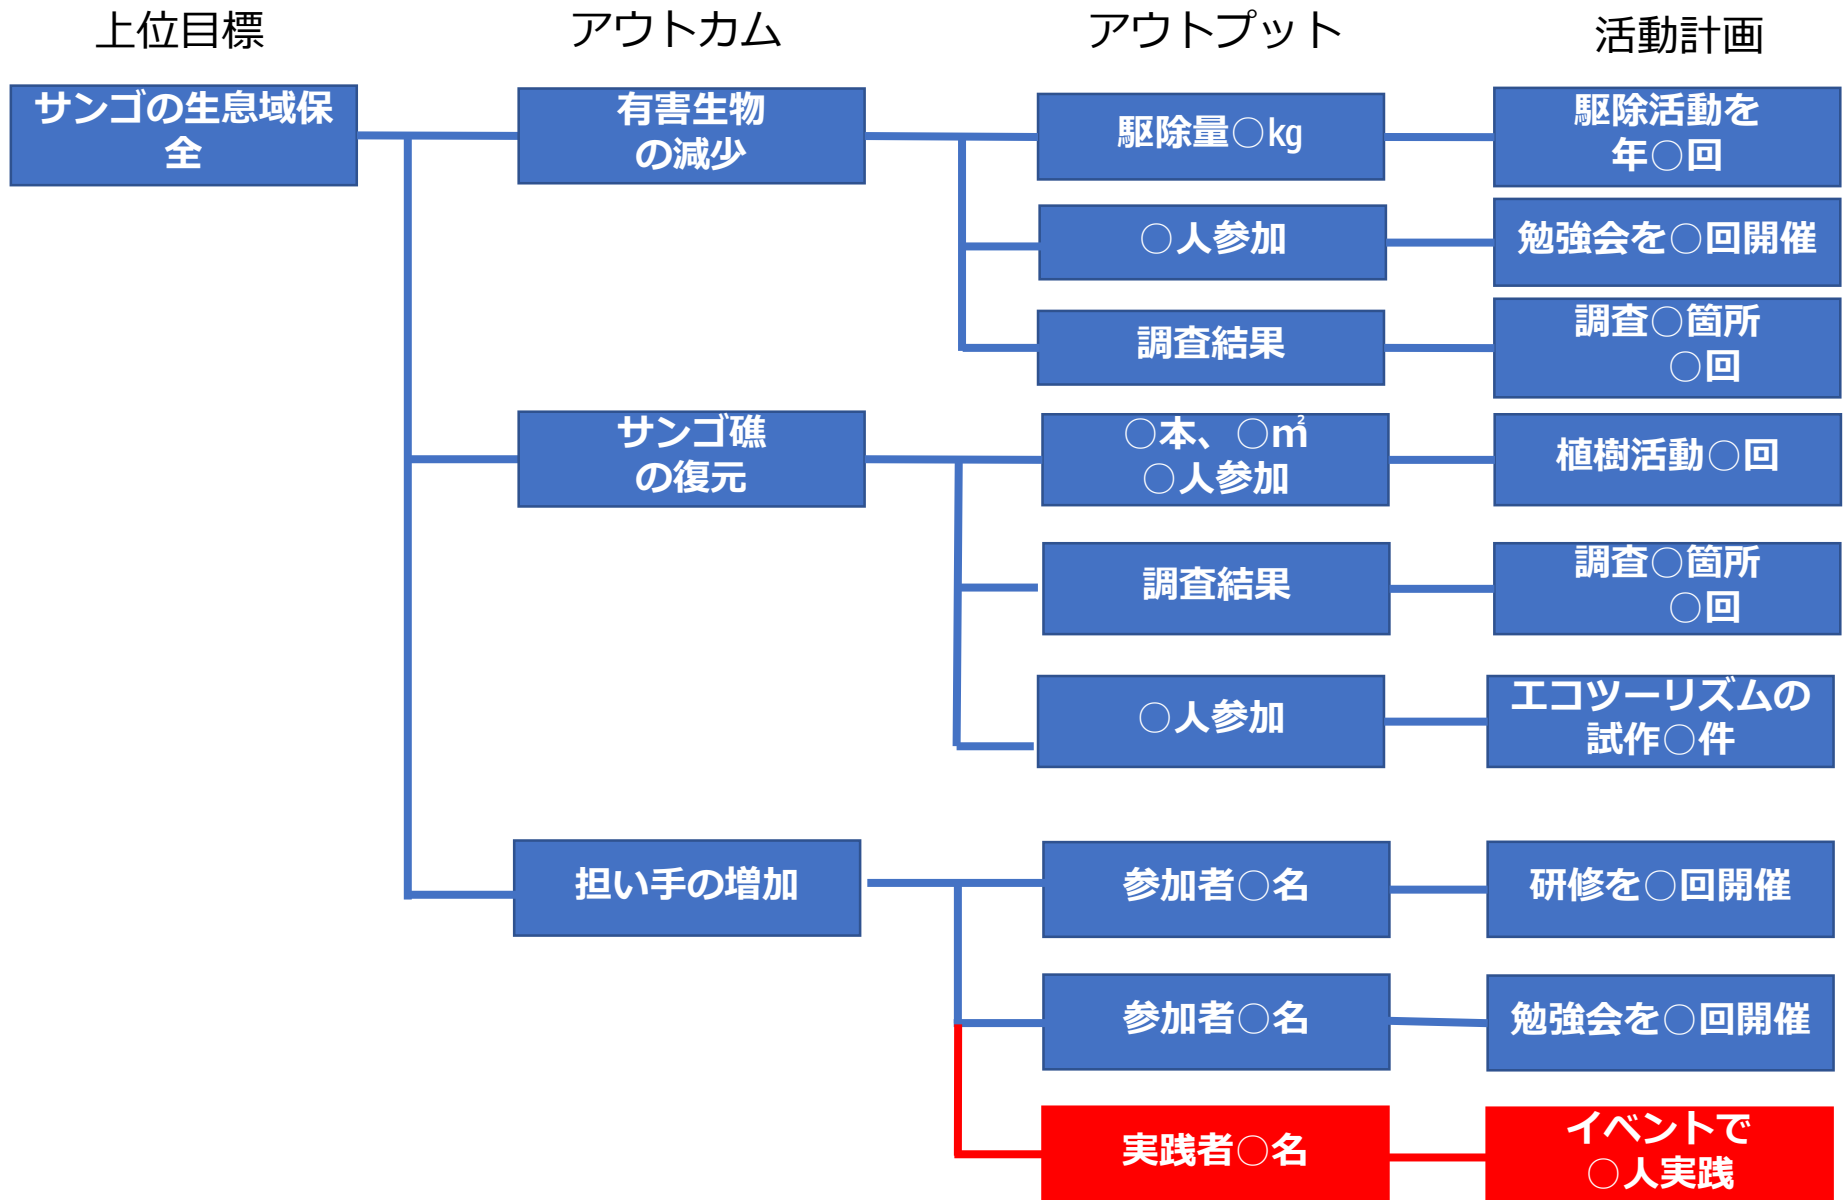 上位目標
アウトカム
アウトプット
活動計画
サンゴの生息域保
全
有害生物
の減少
駆除量○㎏
駆除活動を
年○回
○人参加
勉強会を○回開催
調査結果
調査○箇所
○回
サンゴ礁
の復元
○本、○㎡
○人参加
植樹活動○回
調査結果
調査○箇所
○回
○人参加
エコツーリズムの
試作○件
担い手の増加
参加者○名
研修を○回開催
参加者○名
勉強会を○回開催
実践者○名
イベントで
○人実践